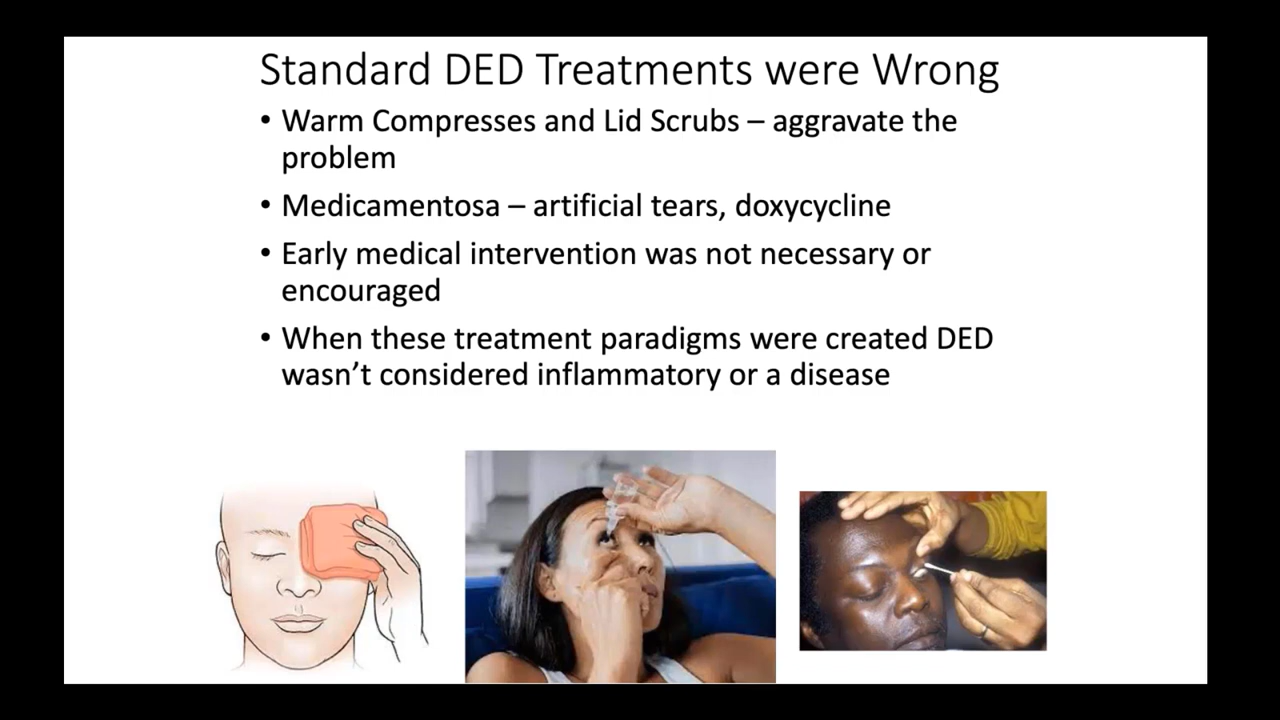 Standard DED Treatments were Wrong
• Warm Compresses and Lid Scrubs – aggravate the
problem
• Medicamentosa – artificial tears, doxycycline
• Early medical intervention was not necessary or
encouraged
• When these treatment paradigms were created DED
wasn’t considered inflammatory or a disease